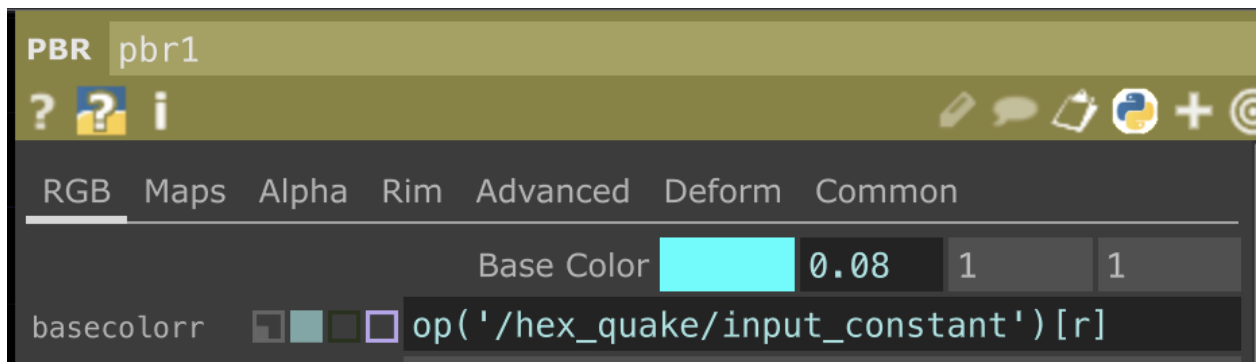 PBR pbr1
? ? i
RGB Maps Alpha Rim Advanced Deform Common
Base Color 0.08 1 1
basecolorr op('/hex_quake/input_constant')[r]